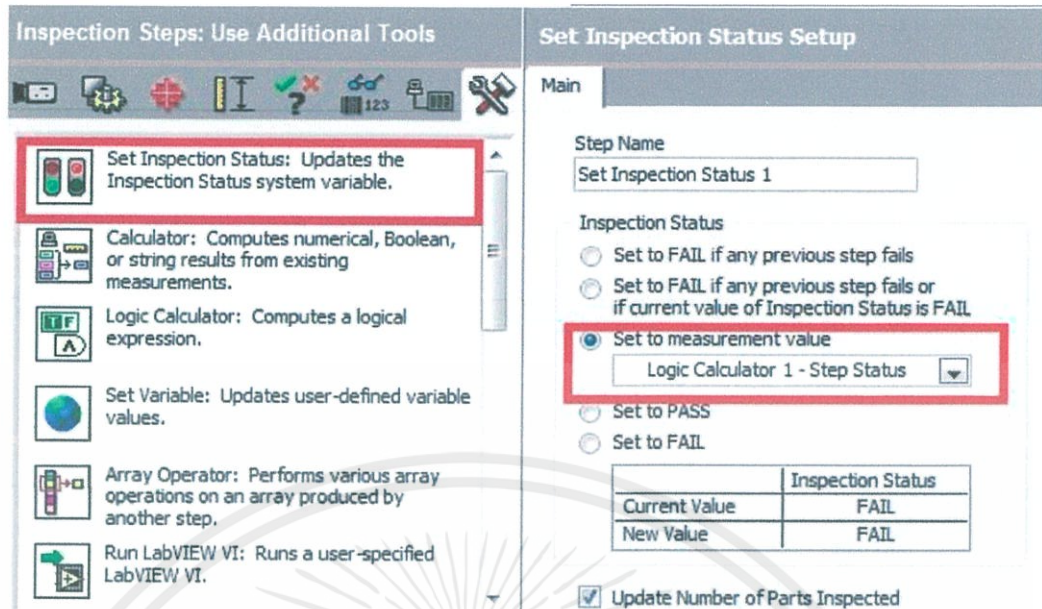 Inspection Steps: Use Additional Tools
123
Set Inspection Status: Updates the
Inspection Status system variable.
Calculator: Computes numerical, Boolean,
or string results from existing
measurements.
Logic Calculator: Computes a logical
expression.
Set Variable: Updates user-defined variable
values.
Array Operator: Performs various array
operations on an array produced by
another step.
Run LabVIEW VI: Runs a user-specified
LabVIEW VI.
Set Inspection Status Setup
Main
Step Name
Set Inspection Status 1
Inspection Status
Set to FAIL if any previous step fails
Set to FAIL if any previous step fails or
if current value of Inspection Status is FAIL
Set to measurement value
Logic Calculator 1 - Step Status
Set to PASS
Set to FAIL
Inspection Status
Current Value FAIL
New Value FAIL
Update Number of Parts Inspected